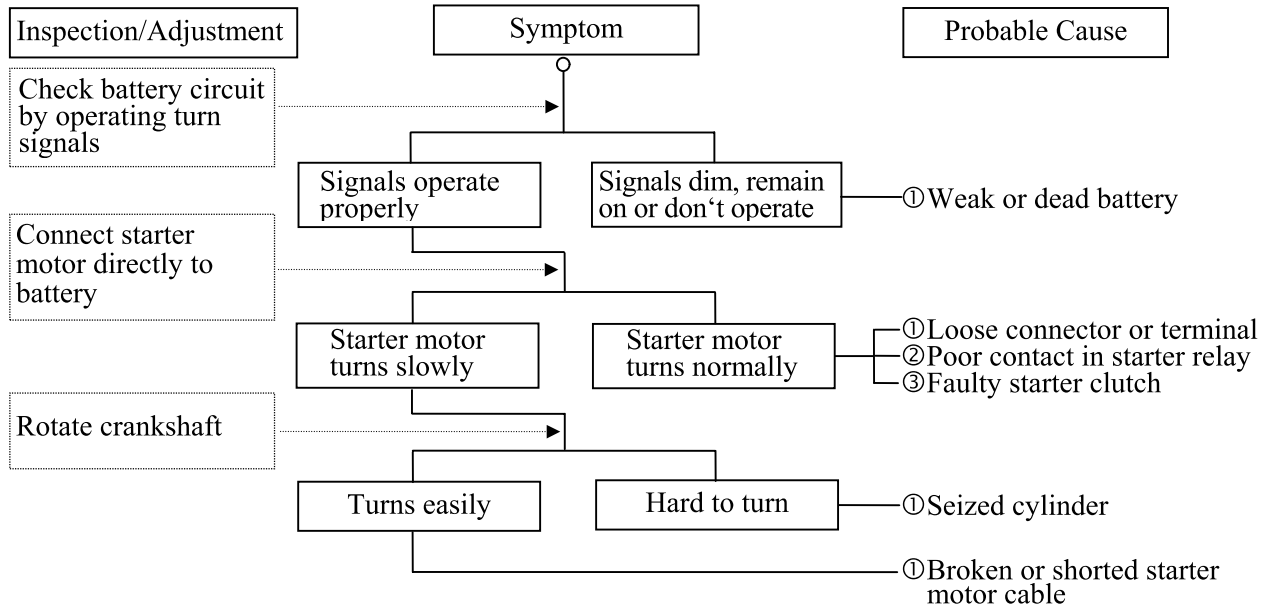 Inspection/Adjustment
Symptom
Probable Cause
Check battery circuit
by operating turn
signals
Signals operate
properly
Signals dim, remain
on or don‘t operate
①Weak or dead battery
Connect starter
motor directly to
battery
Starter motor
turns slowly
Starter motor
turns normally
①Loose connector or terminal
②Poor contact in starter relay
③Faulty starter clutch
Rotate crankshaft
Turns easily
Hard to turn
①Seized cylinder
①Broken or shorted starter
motor cable